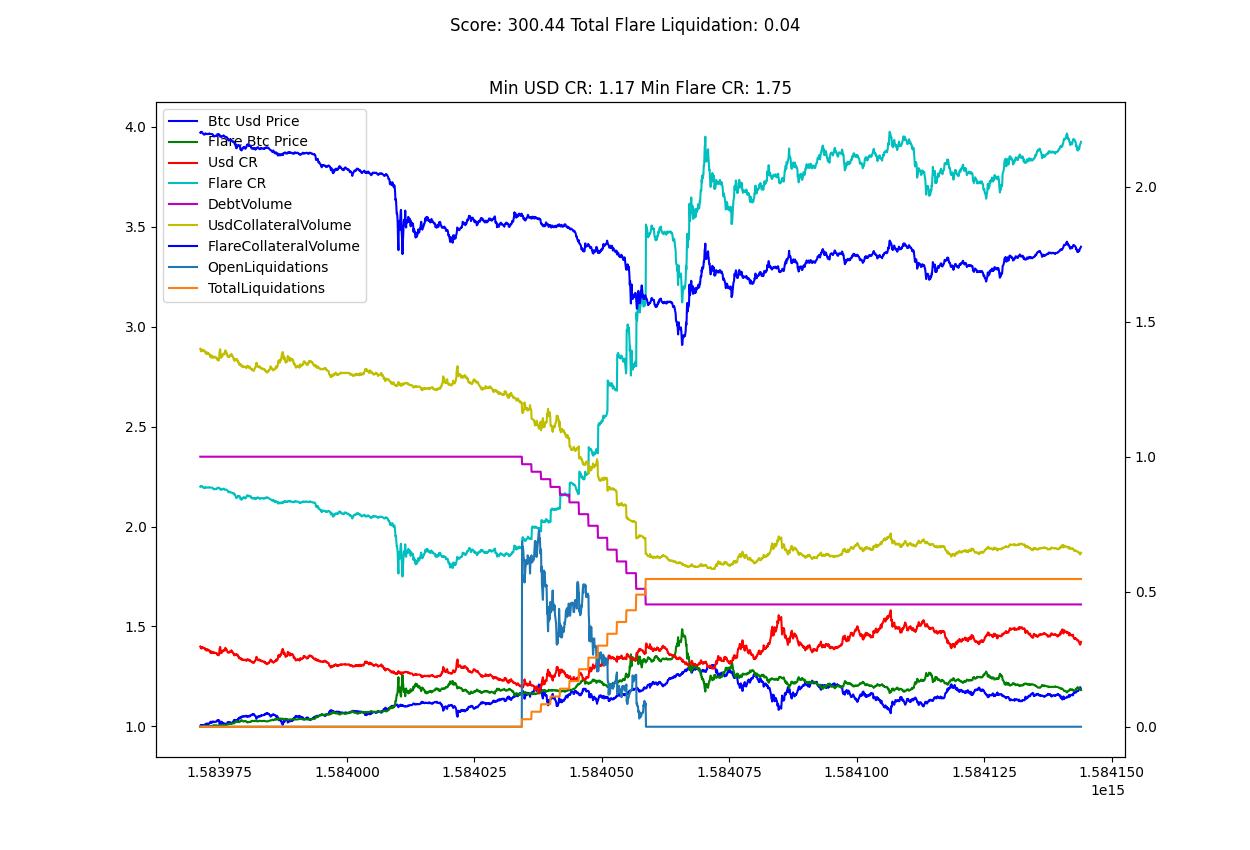 Score: 300.44 Total Flare Liquidation: 0.04
Min USD CR: 1.17 Min Flare CR: 1.75
Btc Usd Price
Flare Btc Price
Usd CR
Flare CR
DebtVolume
UsdCollateralVolume
FlareCollateralVolume
OpenLiquidations
TotalLiquidations
4.0
3.5
3.0
2.5
2.0
1.5
1.0
2.0
1.5
1.0
0.5
0.0
1.583975 1.584000 1.584025 1.584050 1.584075 1.584100 1.584125 1.584150
1e15